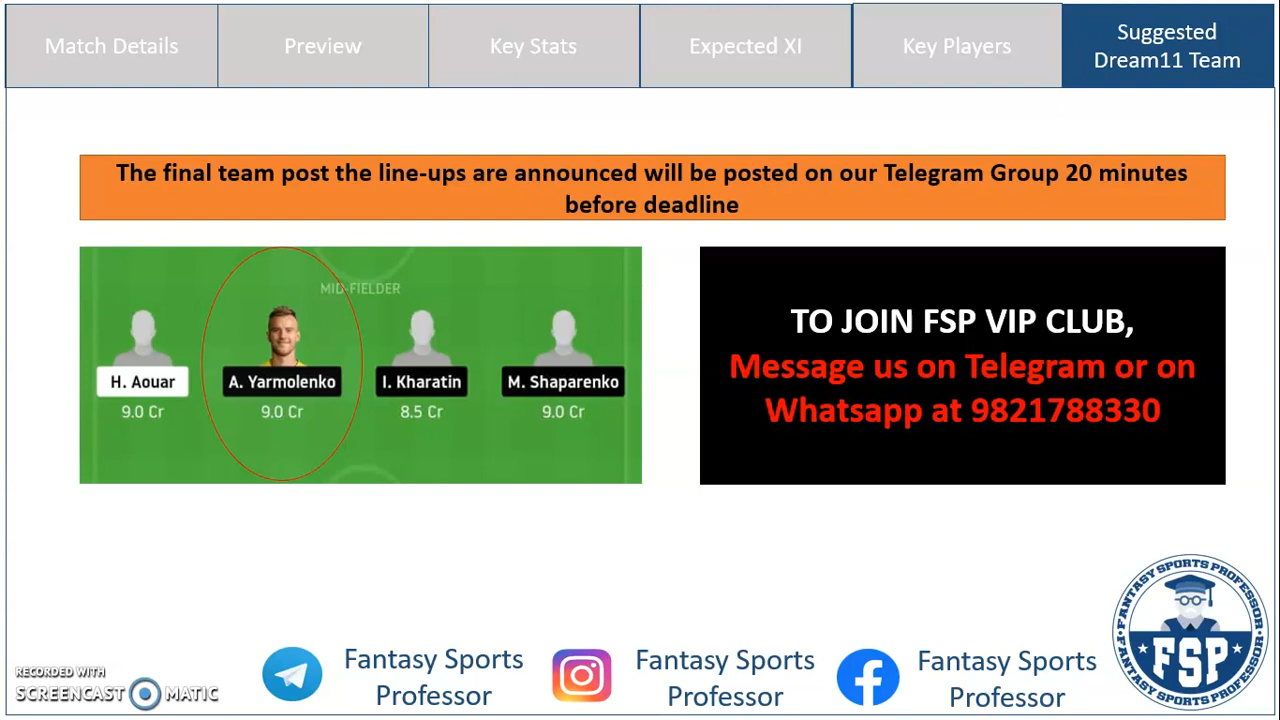 Match Details
Preview
Key Stats
Expected XI
Key Players
Suggested
Dream11 Team
The final team post the line-ups are announced will be posted on our Telegram Group 20 minutes
before deadline
MID-FIELDER
H. Aouar
A. Yarmolenko
I. Kharatin
M. Shaparenko
9.0 Cr
9.0 Cr
8.5 Cr
9.0 Cr
TO JOIN FSP VIP CLUB,
Message us on Telegram or on
Whatsapp at 9821788330
RECORDED WITH
SCREENCAST MATIC
Fantasy Sports
Professor
Fantasy Sports
Professor
Fantasy Sports
Professor
FANTASY SPORTS PROFESSOR
FSP
FANTASY SPORTS PROFESSOR